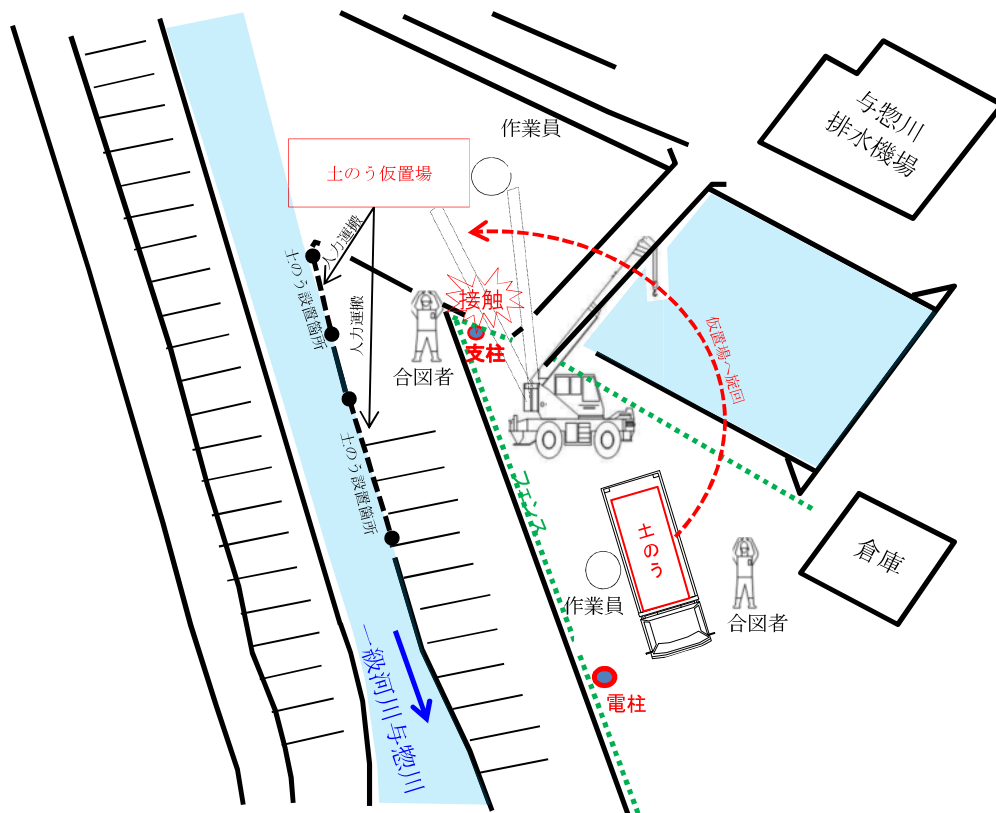 作業員
与惣川
排水機場
土のう仮置場
人力運搬
土のう設置箇所
人力運搬
接触
支柱
合図者
仮置場へ旋回
土のう設置箇所
フェンス
土のう
倉庫
作業員
合図者
電柱
一級河川与惣川